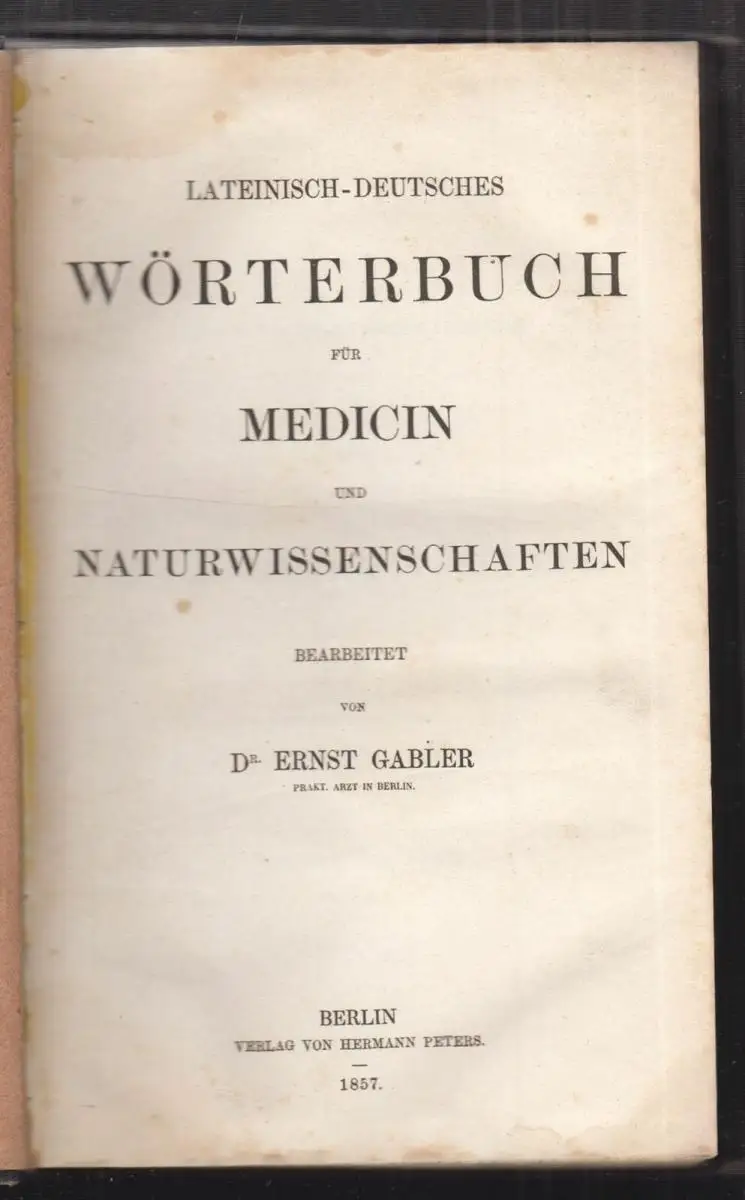 LATEINISCH-DEUTSCHES
WÖRTERBUCH
FÜR
MEDICIN
UND
NATURWISSENSCHAFTEN
BEARBEITET
VON
DR. ERNST GABLER
PRAKT. ARZT IN BERLIN.
BERLIN
VERLAG VON HERMANN PETERS.
1857.